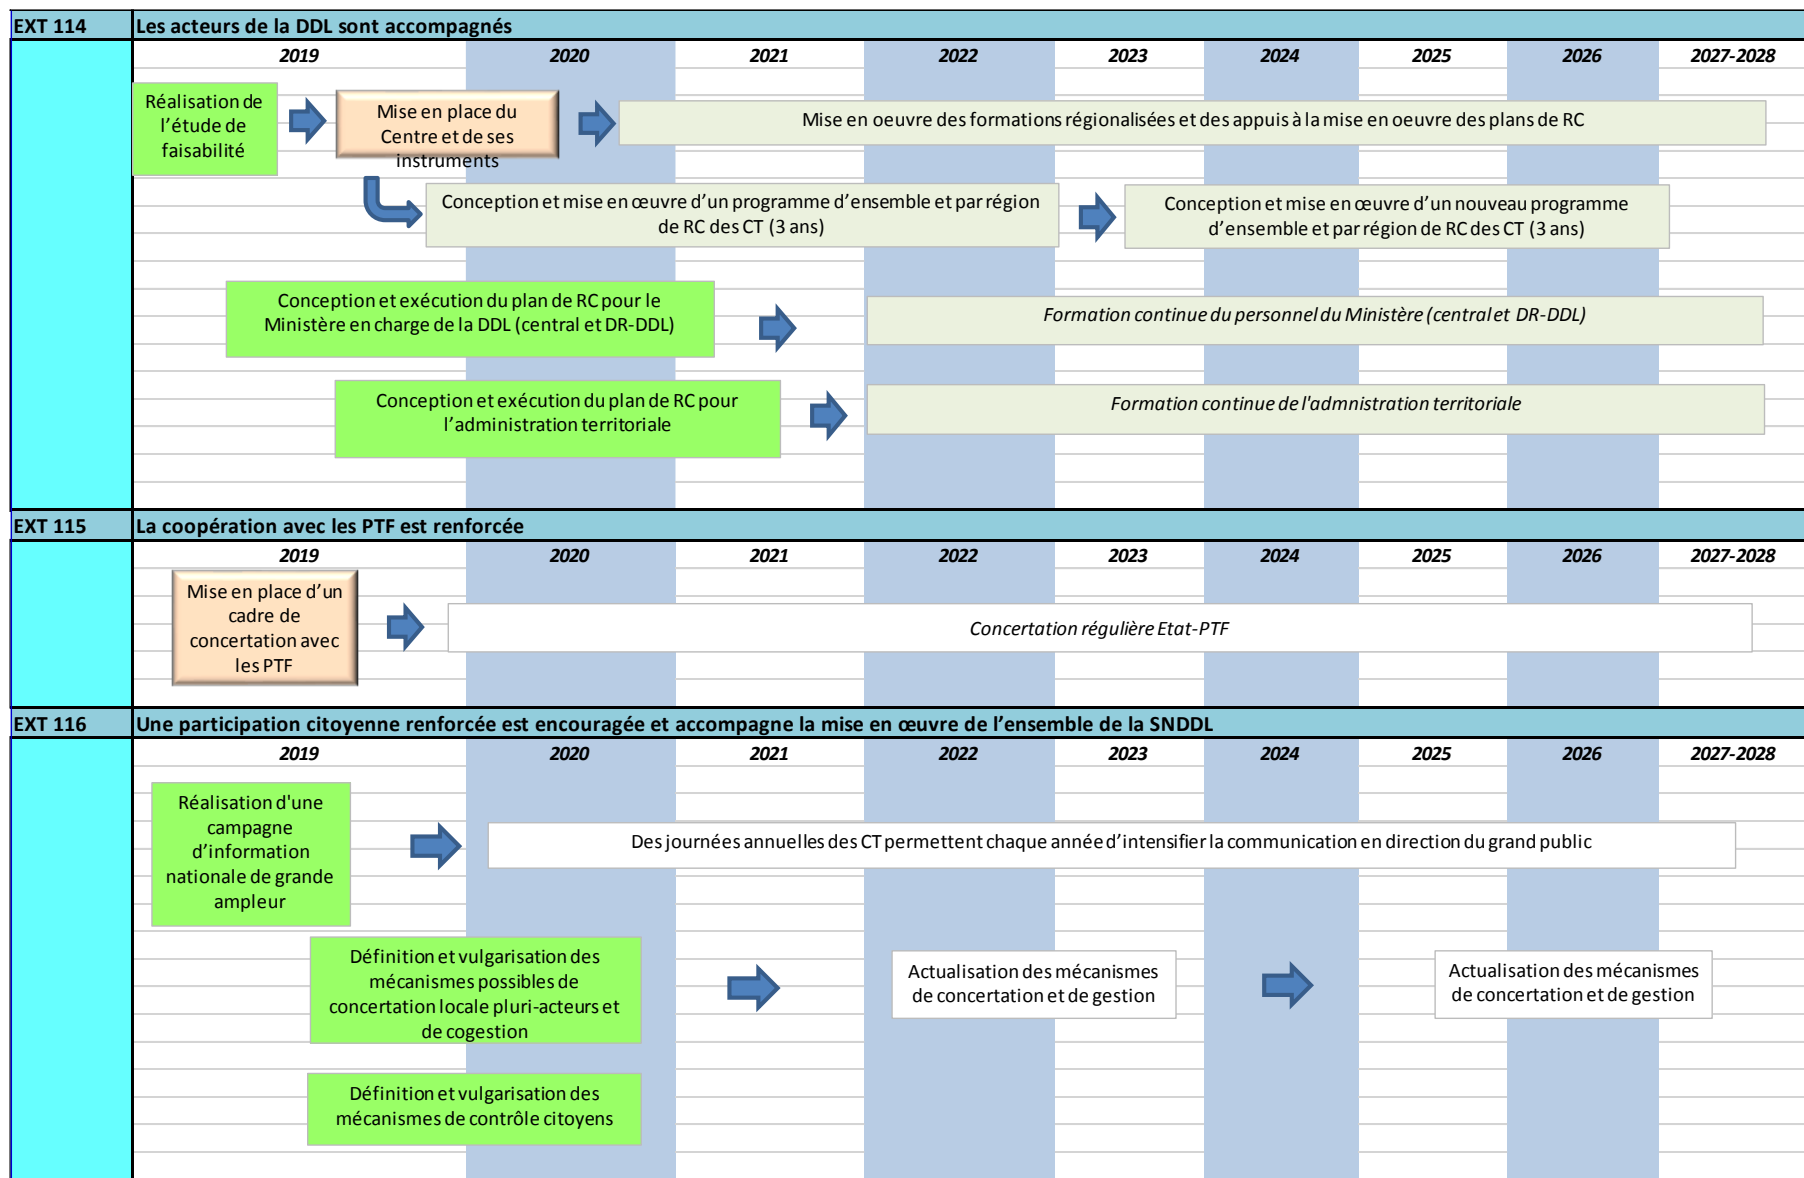 EXT 114 Les acteurs de la DDL sont accompagnés
2019 2020 2021 2022 2023 2024 2025 2026 2027-2028
Réalisation de
l’étude de
faisabilité
Mise en place du
Centre et de ses
instruments
Mise en oeuvre des formations régionalisées et des appuis à la mise en oeuvre des plans de RC
Conception et mise en œuvre d’un programme d’ensemble et par région
de RC des CT (3 ans)
Conception et mise en œuvre d’un nouveau programme
d’ensemble et par région de RC des CT (3 ans)
Conception et exécution du plan de RC pour le
Ministère en charge de la DDL (central et DR-DDL)
Formation continue du personnel du Ministère (central et DR-DDL)
Conception et exécution du plan de RC pour
l’administration territoriale
Formation continue de l'admnistration territoriale
EXT 115 La coopération avec les PTF est renforcée
2019 2020 2021 2022 2023 2024 2025 2026 2027-2028
Mise en place d’un
cadre de
concertation avec
les PTF
Concertation régulière Etat-PTF
EXT 116 Une participation citoyenne renforcée est encouragée et accompagne la mise en œuvre de l’ensemble de la SNDDL
2019 2020 2021 2022 2023 2024 2025 2026 2027-2028
Réalisation d'une
campagne
d’information
nationale de grande
ampleur
Des journées annuelles des CT permettent chaque année d’intensifier la communication en direction du grand public
Définition et vulgarisation des
mécanismes possibles de
concertation locale pluri-acteurs et
de cogestion
Actualisation des mécanismes
de concertation et de gestion
Actualisation des mécanismes
de concertation et de gestion
Définition et vulgarisation des
mécanismes de contrôle citoyens